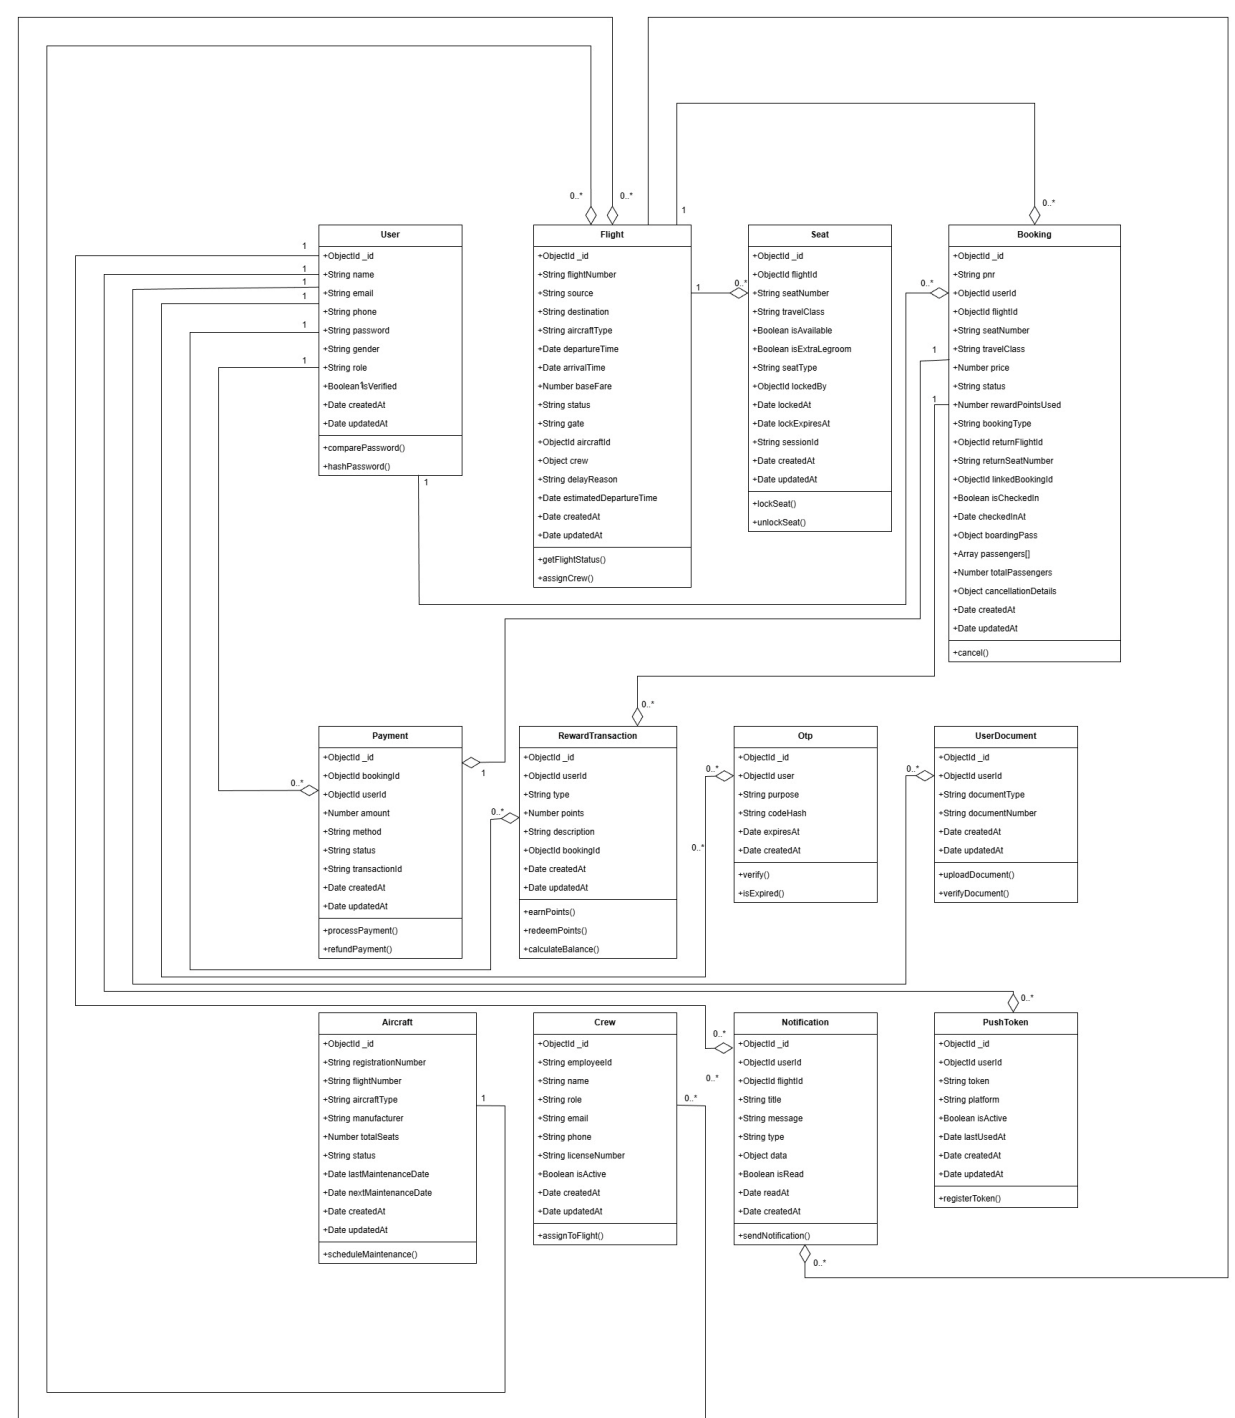 0..*
0..*
1
0..*
User
+ObjectId _id
+String name
+String email
+String phone
+String password
+String gender
+String role
+Boolean isVerified
+Date createdAt
+Date updatedAt
+comparePassword()
+hashPassword()
1
1
1
1
1
1
1
1
Flight
+ObjectId _id
+String flightNumber
+String source
+String destination
+String aircraftType
+Date departureTime
+Date arrivalTime
+Number baseFare
+String status
+String gate
+ObjectId aircraftId
+Object crew
+String delayReason
+Date estimatedDepartureTime
+Date createdAt
+Date updatedAt
+getFlightStatus()
+assignCrew()
1
0..*
Seat
+ObjectId _id
+ObjectId flightId
+String seatNumber
+String travelClass
+Boolean isAvailable
+Boolean isExtraLegroom
+String seatType
+ObjectId lockedBy
+Date lockedAt
+Date lockExpiresAt
+String sessionId
+Date createdAt
+Date updatedAt
+lockSeat()
+unlockSeat()
0..*
1
1
Booking
+ObjectId _id
+String pnr
+ObjectId userId
+ObjectId flightId
+String seatNumber
+String travelClass
+Number price
+String status
+Number rewardPointsUsed
+String bookingType
+ObjectId returnFlightId
+String returnSeatNumber
+ObjectId linkedBookingId
+Boolean isCheckedIn
+Date checkedInAt
+Object boardingPass
+Array passengers[]
+Number totalPassengers
+Object cancellationDetails
+Date createdAt
+Date updatedAt
+cancel()
0..*
0..*
Payment
+ObjectId _id
+ObjectId bookingId
+ObjectId userId
+Number amount
+String method
+String status
+String transactionId
+Date createdAt
+Date updatedAt
+processPayment()
+refundPayment()
1
0..*
RewardTransaction
+ObjectId _id
+ObjectId userId
+String type
+Number points
+String description
+ObjectId bookingId
+Date createdAt
+Date updatedAt
+earnPoints()
+redeemPoints()
+calculateBalance()
0..*
0..*
Otp
+ObjectId _id
+ObjectId user
+String purpose
+String codeHash
+Date expiresAt
+Date createdAt
+verify()
+isExpired()
0..*
UserDocument
+ObjectId _id
+ObjectId userId
+String documentType
+String documentNumber
+Date createdAt
+Date updatedAt
+uploadDocument()
+verifyDocument()
Aircraft
+ObjectId _id
+String registrationNumber
+String flightNumber
+String aircraftType
+String manufacturer
+Number totalSeats
+String status
+Date lastMaintenanceDate
+Date nextMaintenanceDate
+Date createdAt
+Date updatedAt
+scheduleMaintenance()
1
Crew
+ObjectId _id
+String employeeId
+String name
+String role
+String email
+String phone
+String licenseNumber
+Boolean isActive
+Date createdAt
+Date updatedAt
+assignToFlight()
0..*
0..*
0..*
Notification
+ObjectId _id
+ObjectId userId
+ObjectId flightId
+String title
+String message
+String type
+Object data
+Boolean isRead
+Date readAt
+Date createdAt
+sendNotification()
0..*
0..*
PushToken
+ObjectId _id
+ObjectId userId
+String token
+String platform
+Boolean isActive
+Date lastUsedAt
+Date createdAt
+Date updatedAt
+registerToken()